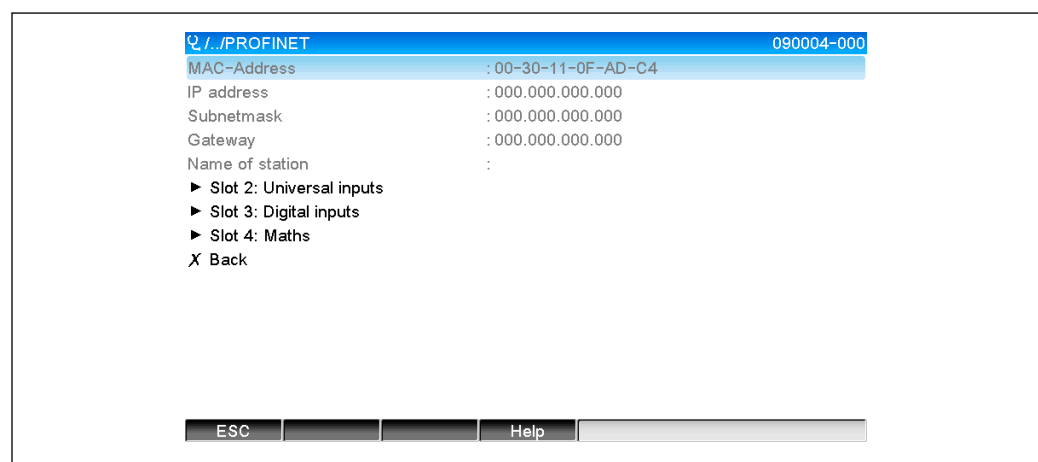 /../PROFINET 090004-000
MAC-Address : 00-30-11-0F-AD-C4
IP address : 000.000.000.000
Subnetmask : 000.000.000.000
Gateway : 000.000.000.000
Name of station :
► Slot 2: Universal inputs
► Slot 3: Digital inputs
► Slot 4: Maths
X Back
ESC Help